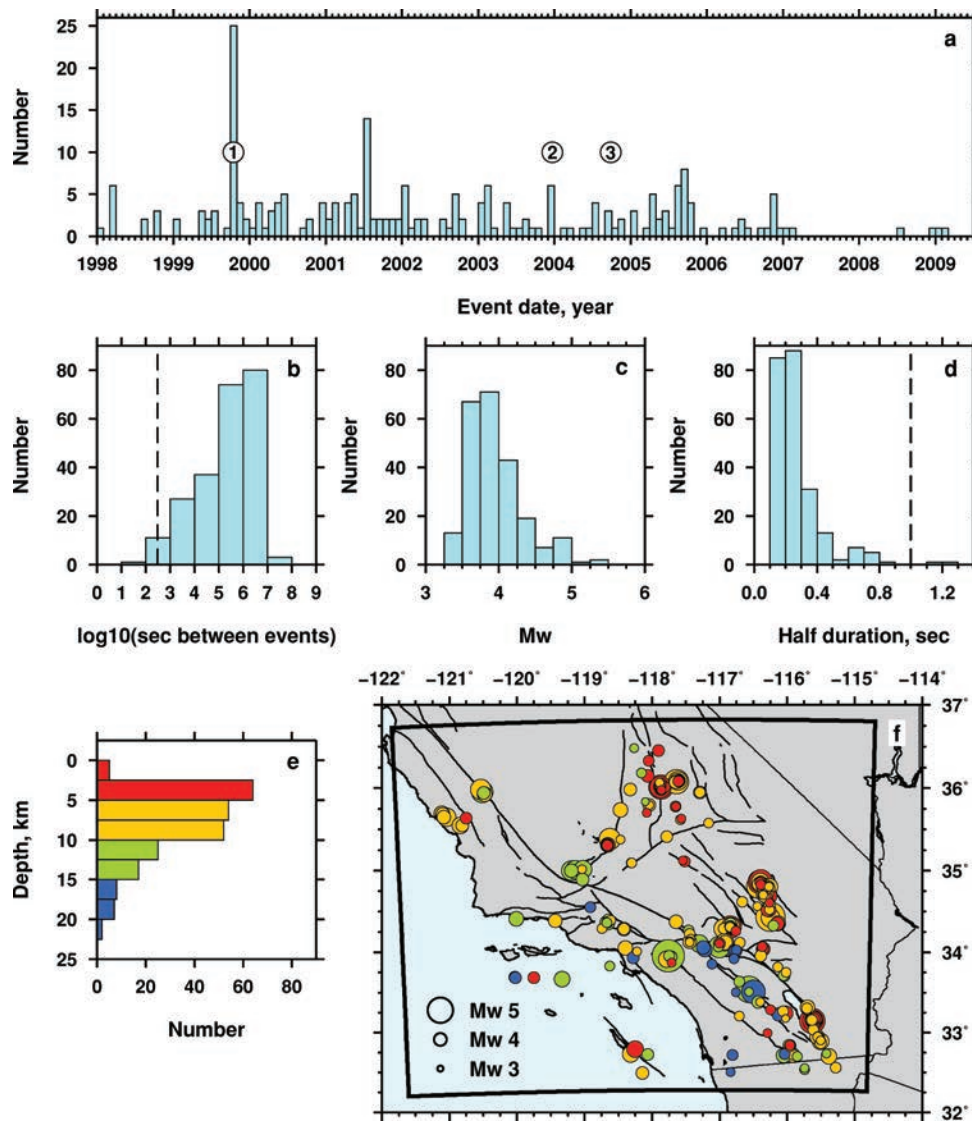 a
Number
25
20
15
10
5
0
1 2 3
1998 1999 2000 2001 2002 2003 2004 2005 2006 2007 2008 2009
Event date, year
b
Number
80
60
40
20
0
0 1 2 3 4 5 6 7 8 9
log10(sec between events)
c
Number
80
60
40
20
0
3 4 5 6
Mw
d
Number
80
60
40
20
0
0.0 0.4 0.8 1.2
Half duration, sec
e
Depth, km
0
5
10
15
20
25
0 20 40 60 80
Number
−122˚ −121˚ −120˚ −119˚ −118˚ −117˚ −116˚ −115˚ −114˚
f
37˚
36˚
35˚
34˚
33˚
32˚
Mw 5
Mw 4
Mw 3